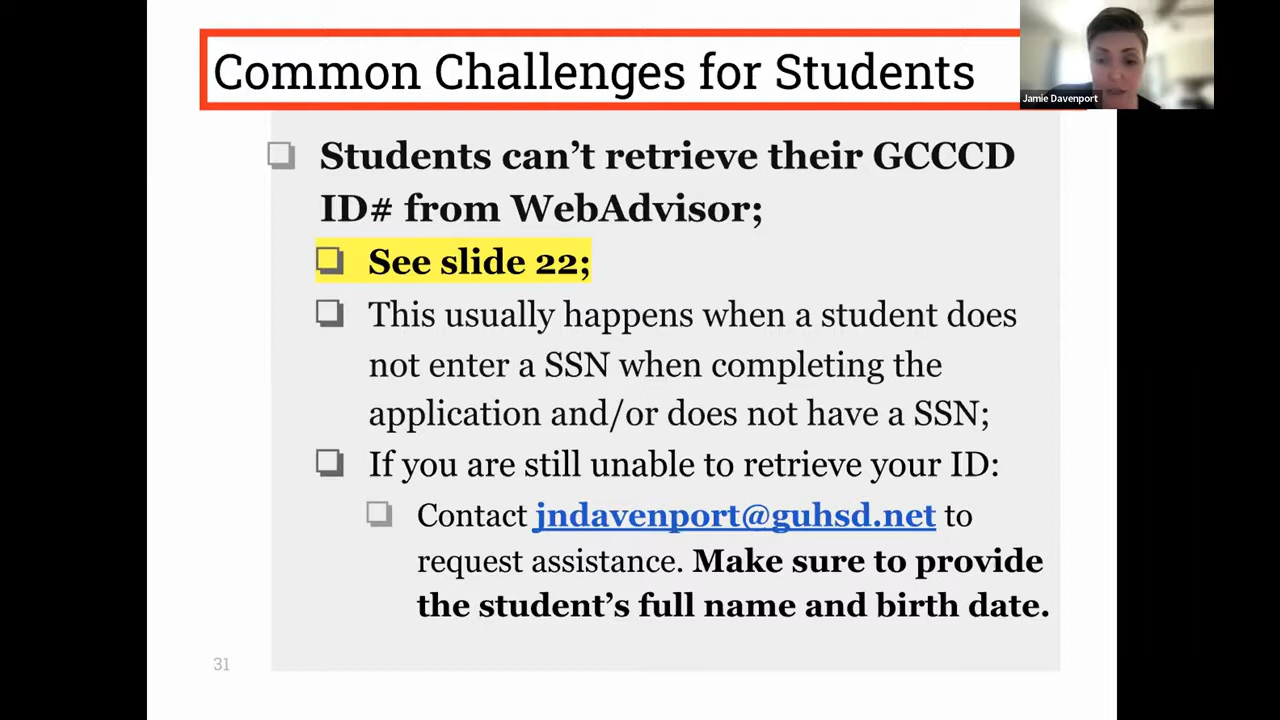 Common Challenges for Students
Jamie Davenport
Students can’t retrieve their GCCCD
ID# from WebAdvisor;
See slide 22;
This usually happens when a student does
not enter a SSN when completing the
application and/or does not have a SSN;
If you are still unable to retrieve your ID:
Contact jndavenport@guhsd.net to
request assistance. Make sure to provide
the student’s full name and birth date.
31